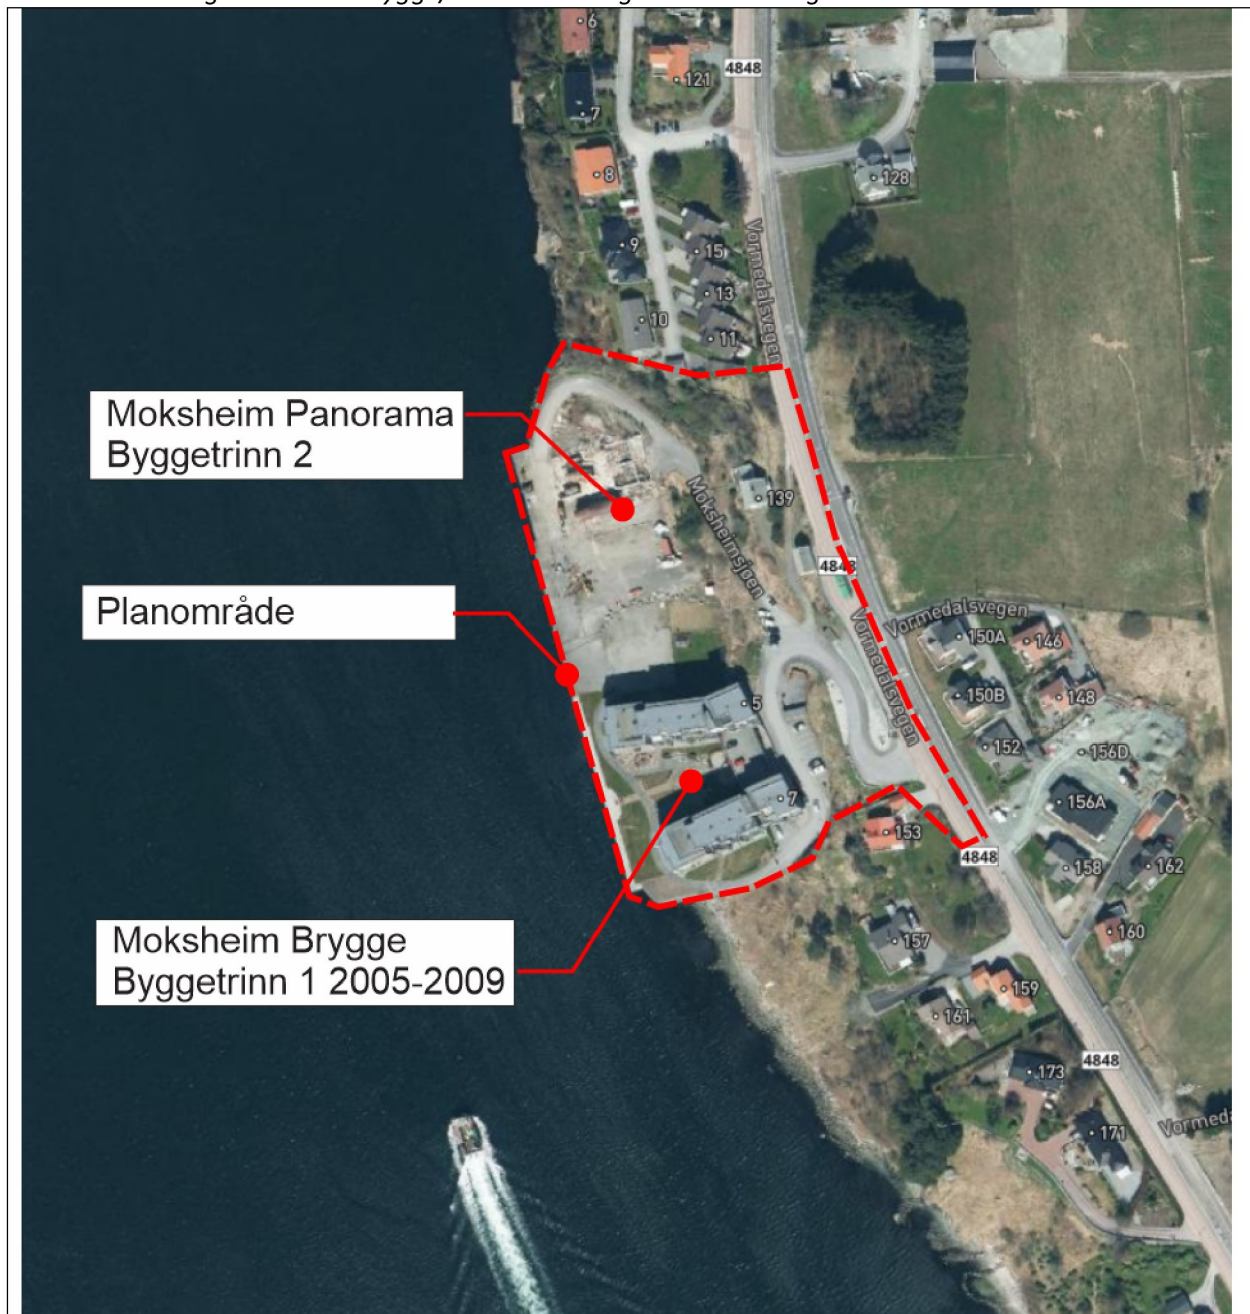 6
121
4848
7
8
128
9
15
13
10
11
Vormedalsvegen
Moksheim Panorama
Byggetrinn 2
139
Moksheimsjøen
4848
Planområde
Vormedalsvegen
150A
146
Vormedalsvegen
150B
148
5
152
156D
7
156A
153
4848
158
162
Moksheim Brygge
Byggetrinn 1 2005-2009
157
160
159
161
4848
173
171